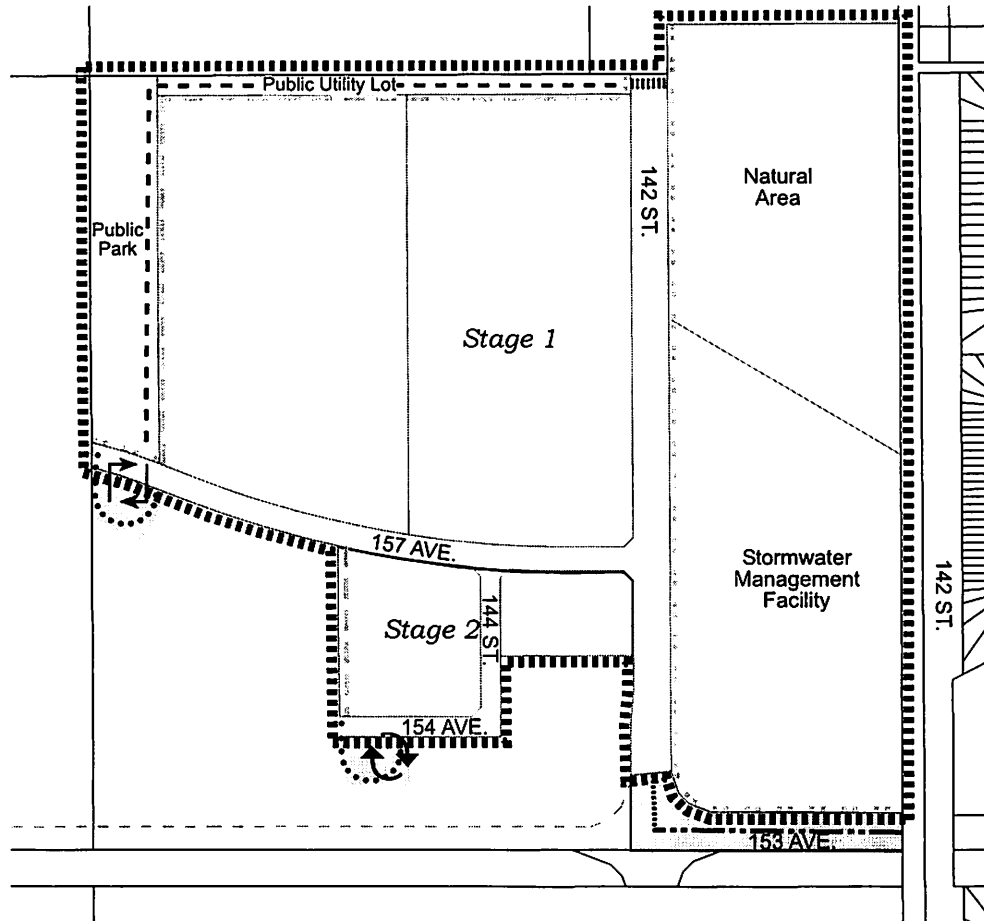 Public Utility Lot
142 ST.
Natural
Area
Public
Park
Stage 1
157 AVE.
Stormwater
Management
Facility
142 ST.
Stage 2
144 ST.
154 AVE.
153 AVE.